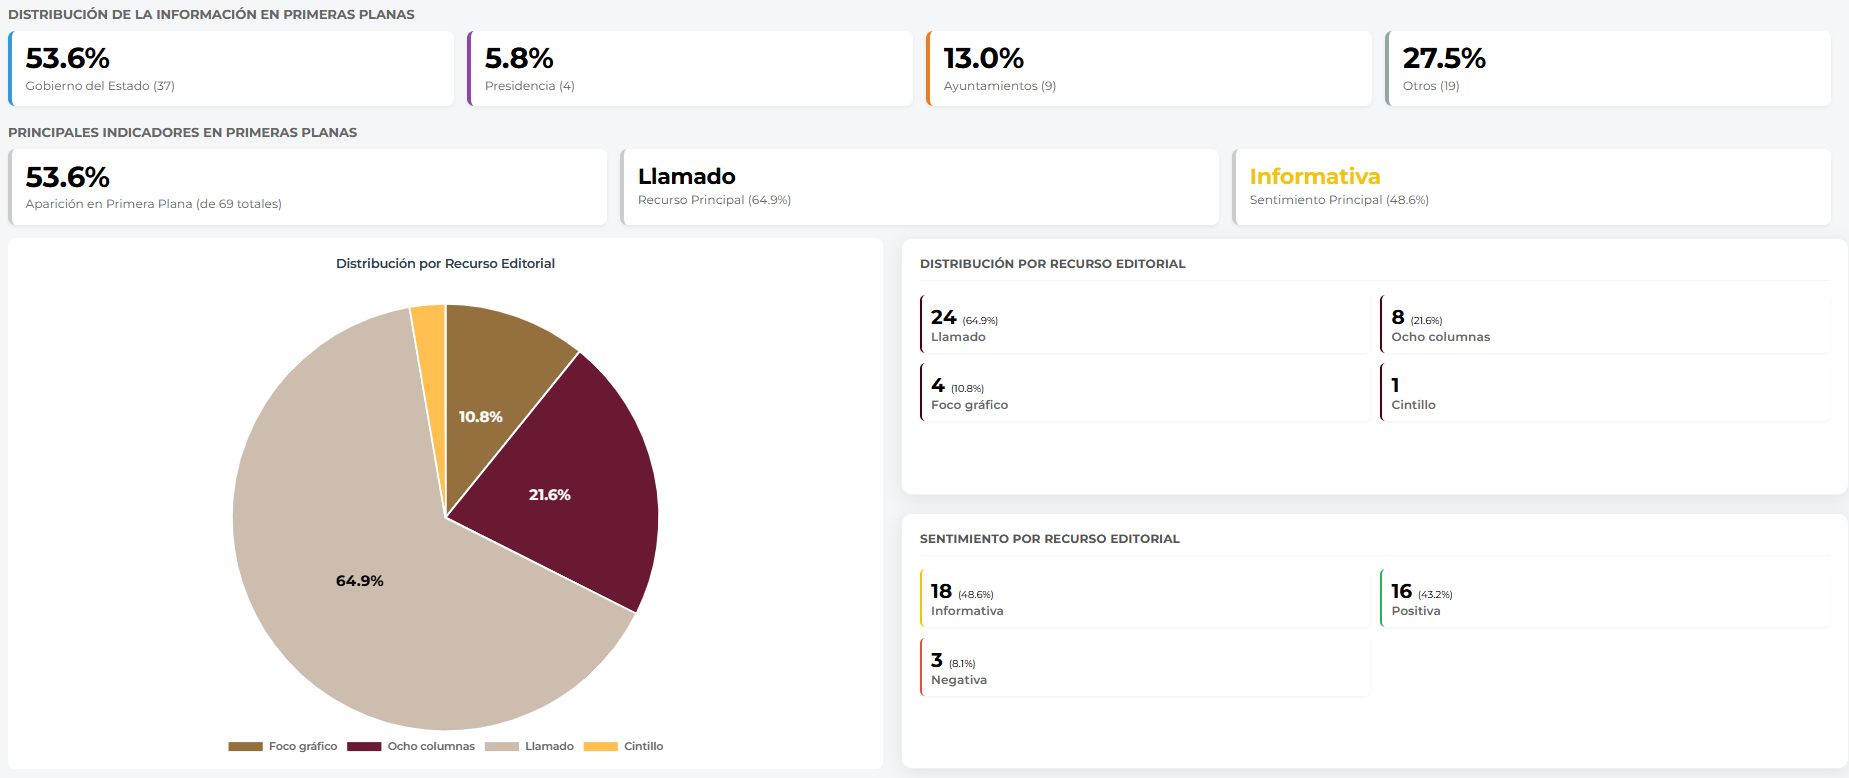 DISTRIBUCIÓN DE LA INFORMACIÓN EN PRIMERAS PLANAS
53.6%
Gobierno del Estado (37)
5.8%
Presidencia (4)
13.0%
Ayuntamientos (9)
27.5%
Otros (19)
PRINCIPALES INDICADORES EN PRIMERAS PLANAS
53.6%
Aparición en Primera Plana (de 69 totales)
Llamado
Recurso Principal (64.9%)
Informativa
Sentimiento Principal (48.6%)
Distribución por Recurso Editorial
10.8%
21.6%
64.9%
Foco gráfico
Ocho columnas
Llamado
Cintillo
DISTRIBUCIÓN POR RECURSO EDITORIAL
24 (64.9%)
Llamado
8 (21.6%)
Ocho columnas
4 (10.8%)
Foco gráfico
1
Cintillo
SENTIMIENTO POR RECURSO EDITORIAL
18 (48.6%)
Informativa
16 (43.2%)
Positiva
3 (8.1%)
Negativa